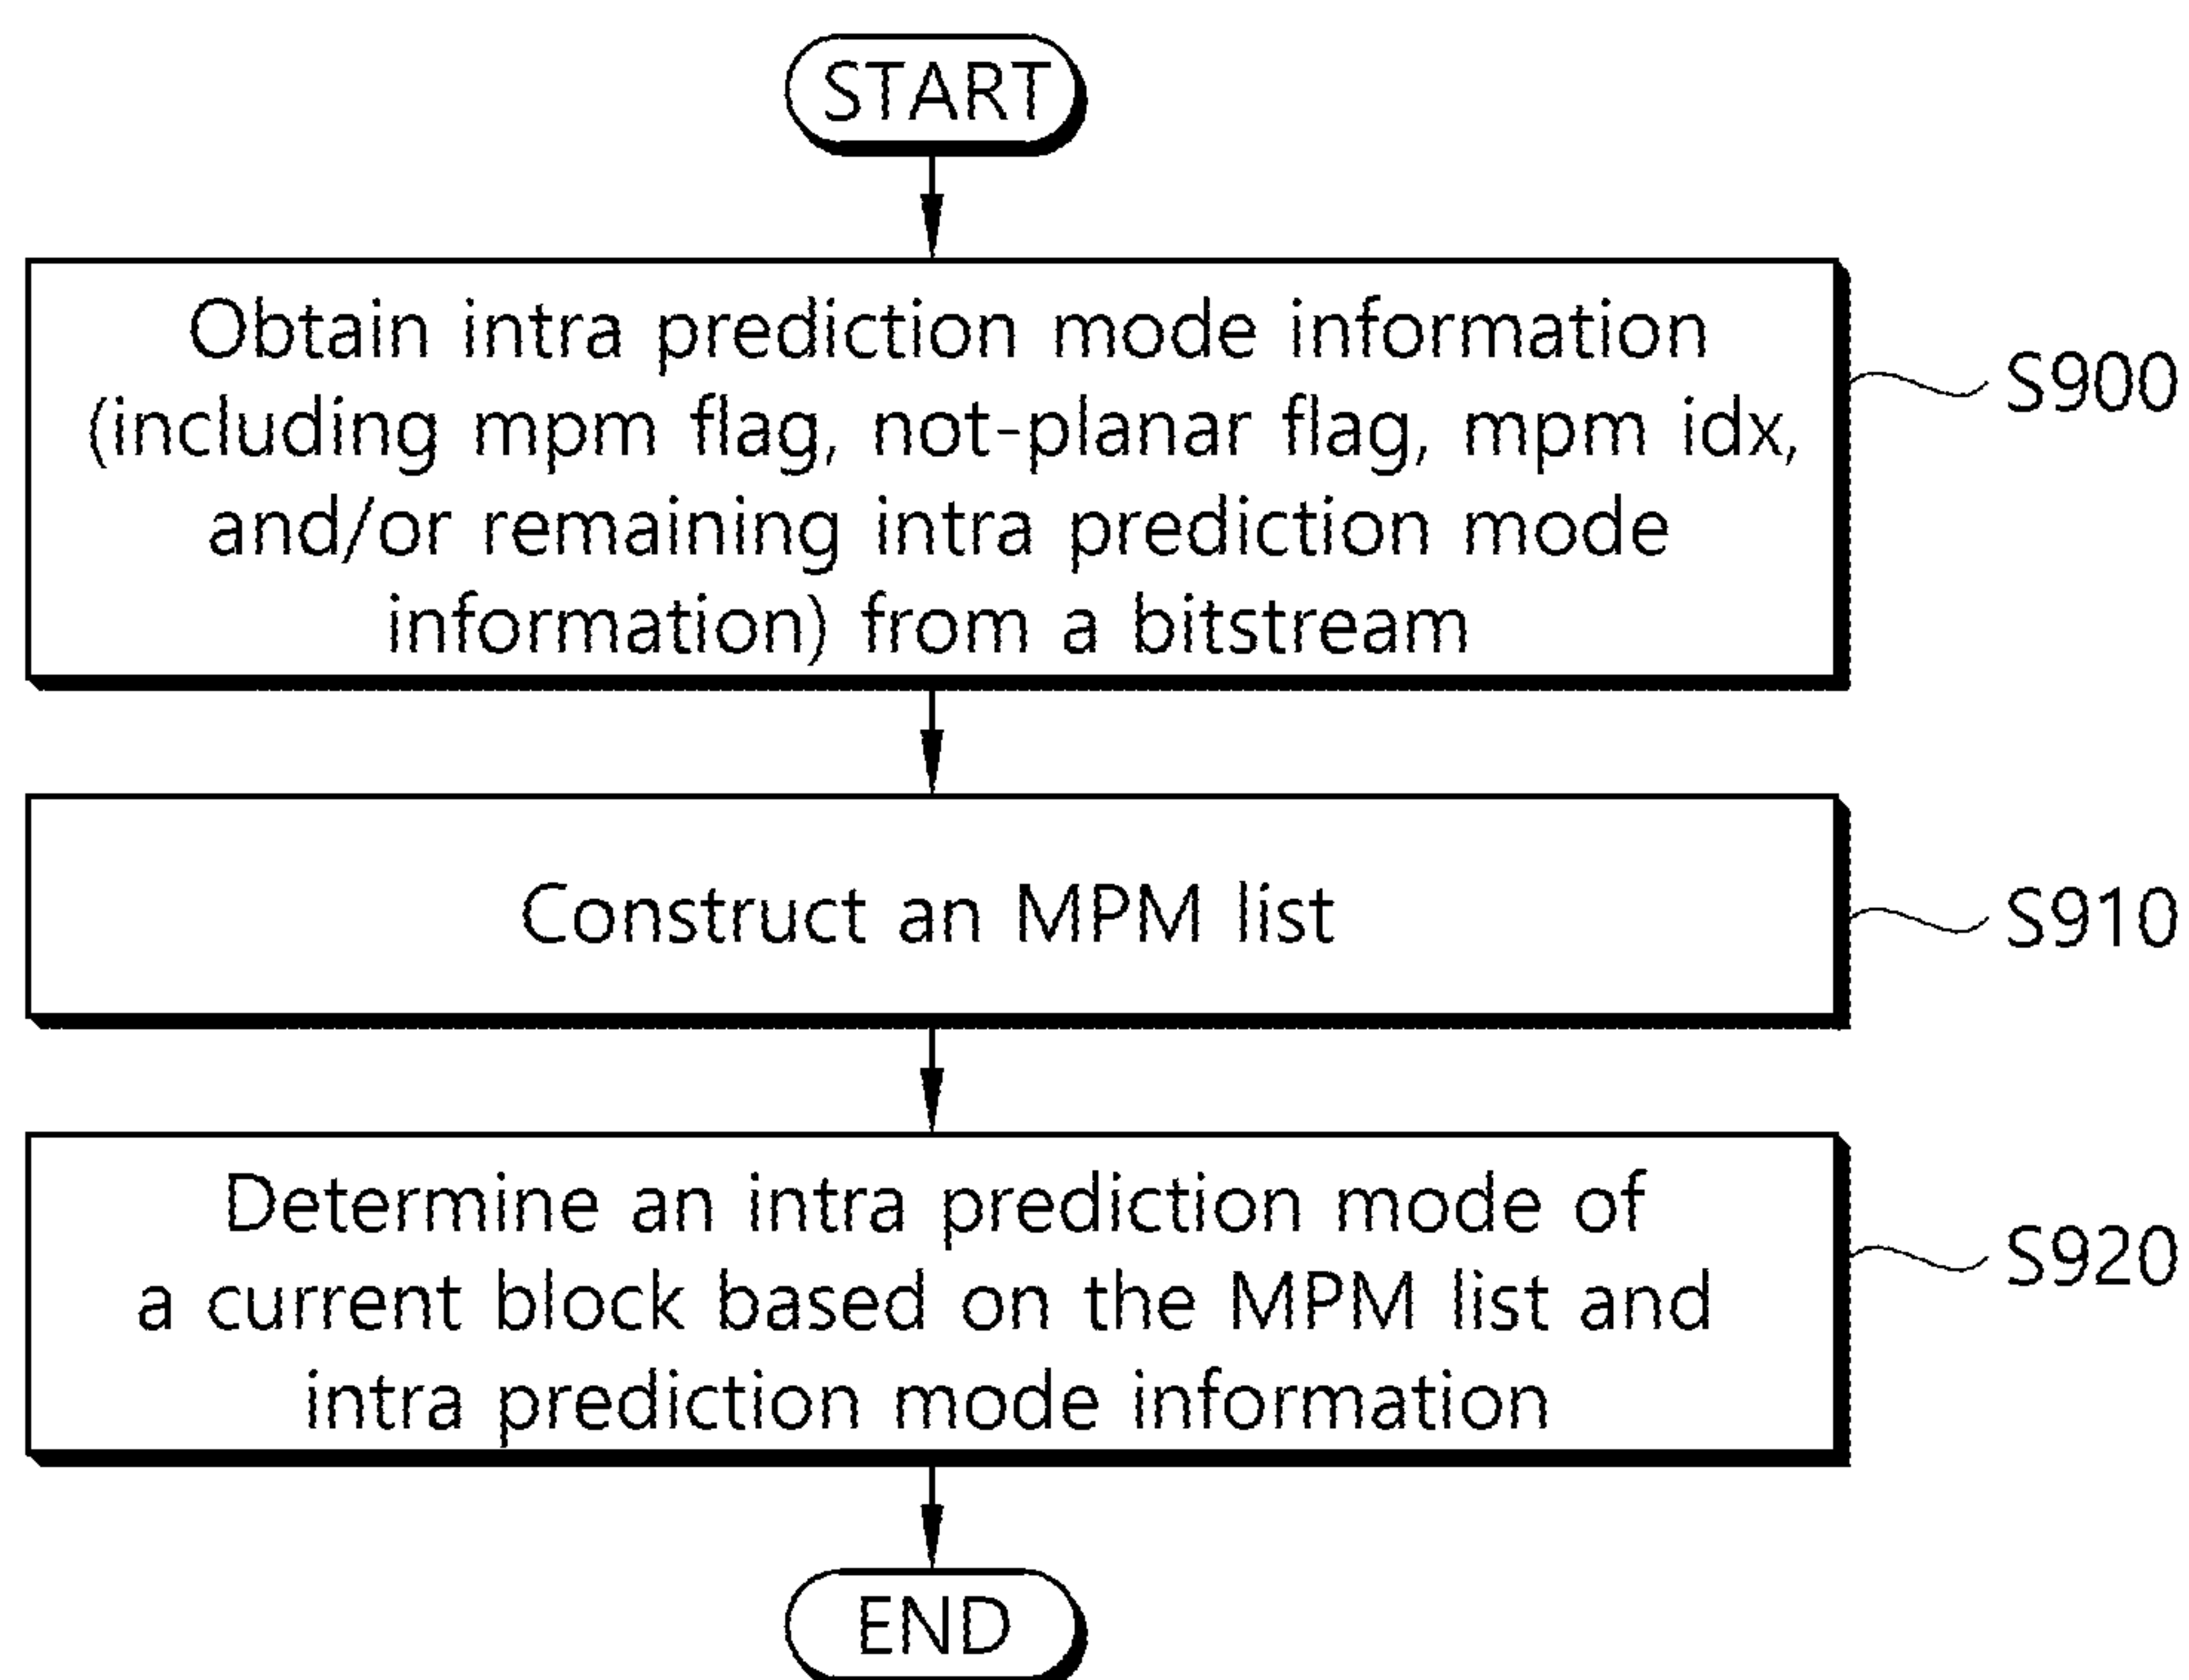 START
Obtain intra prediction mode information
(including mpm flag, not-planar flag, mpm idx,
and/or remaining intra prediction mode
information) from a bitstream
S900
Construct an MPM list
S910
Determine an intra prediction mode of
a current block based on the MPM list and
intra prediction mode information
S920
END